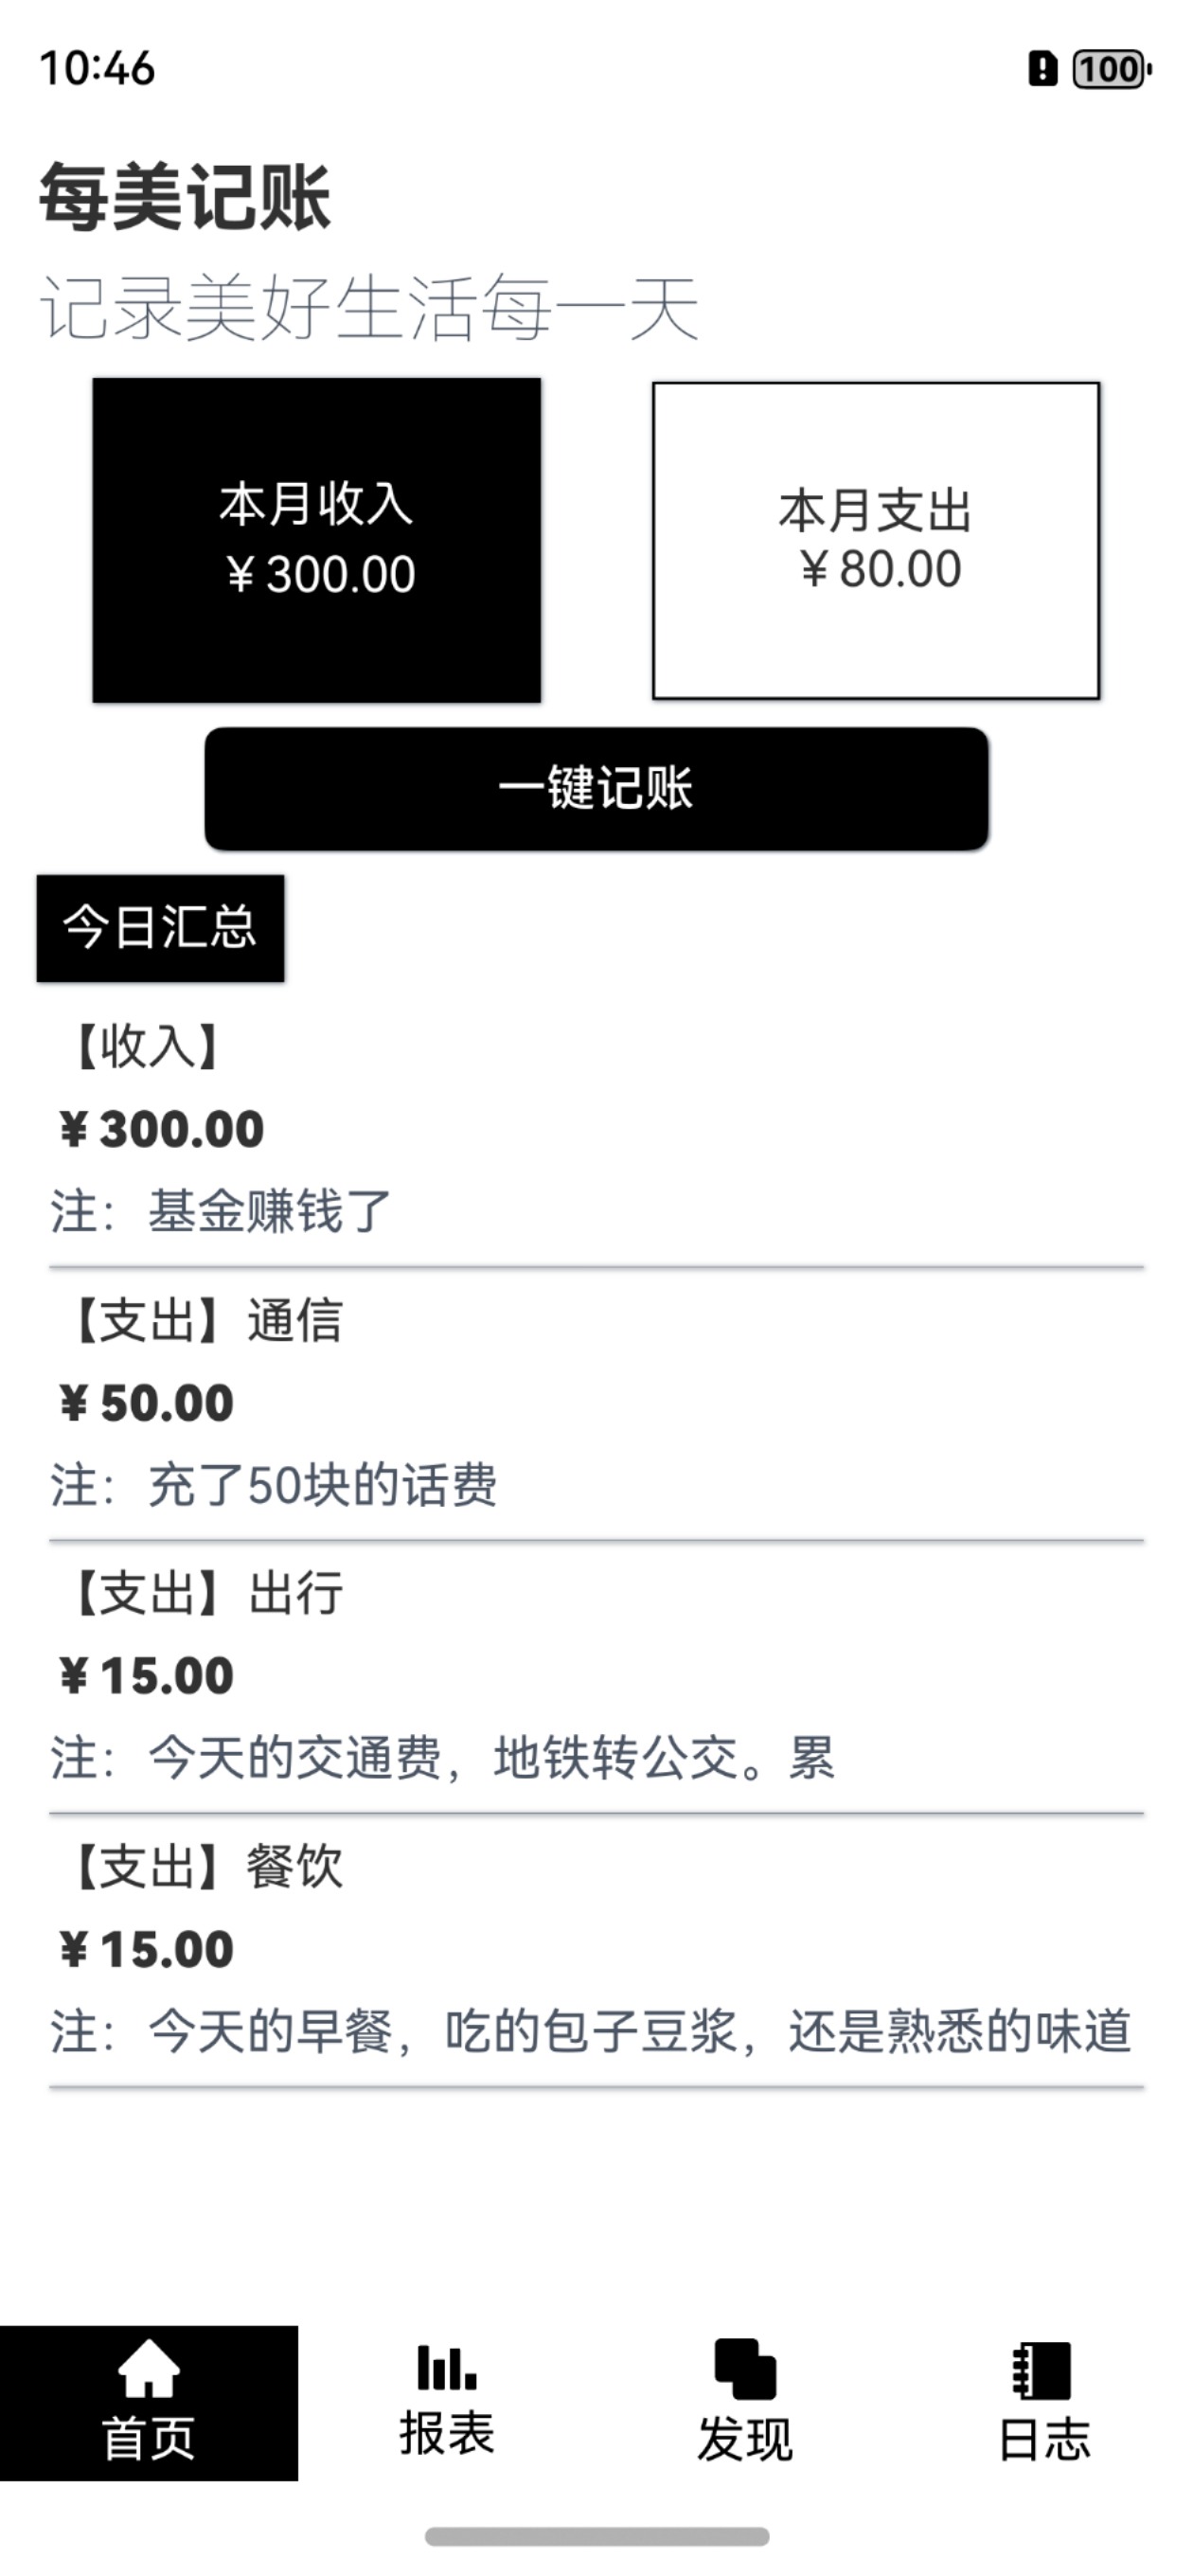 10:46
100
每美记账
记录美好生活每一天
本月收入
¥300.00
本月支出
¥80.00
一键记账
今日汇总
【收入】
¥300.00
注：基金赚钱了
【支出】通信
¥50.00
注：充了50块的话费
【支出】出行
¥15.00
注：今天的交通费，地铁转公交。累
【支出】餐饮
¥15.00
注：今天的早餐，吃的包子豆浆，还是熟悉的味道
首页
报表
发现
日志